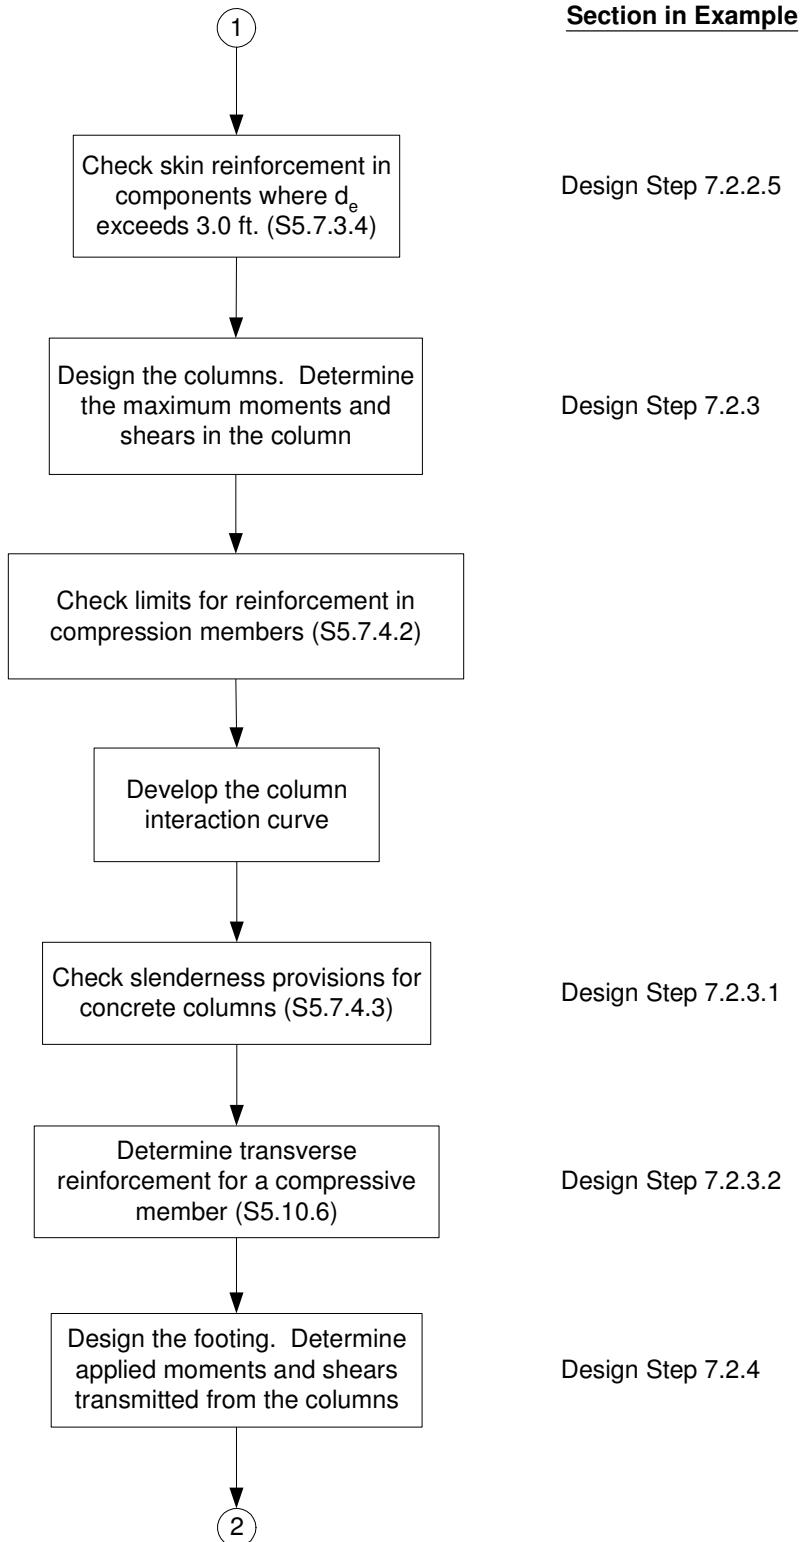 Section in Example
1
Check skin reinforcement in
components where de
exceeds 3.0 ft. (S5.7.3.4)
Design Step 7.2.2.5
Design the columns.  Determine
the maximum moments and
shears in the column
Design Step 7.2.3
Check limits for reinforcement in
compression members (S5.7.4.2)
Develop the column
interaction curve
Check slenderness provisions for
concrete columns (S5.7.4.3)
Design Step 7.2.3.1
Determine transverse
reinforcement for a compressive
member (S5.10.6)
Design Step 7.2.3.2
Design the footing.  Determine
applied moments and shears
transmitted from the columns
Design Step 7.2.4
2